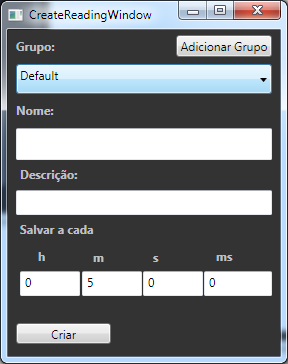 CreateReadingWindow
Grupo: Adicionar Grupo
Default
Nome:
Descrição:
Salvar a cada
h m s ms
0 5 0 0
Criar